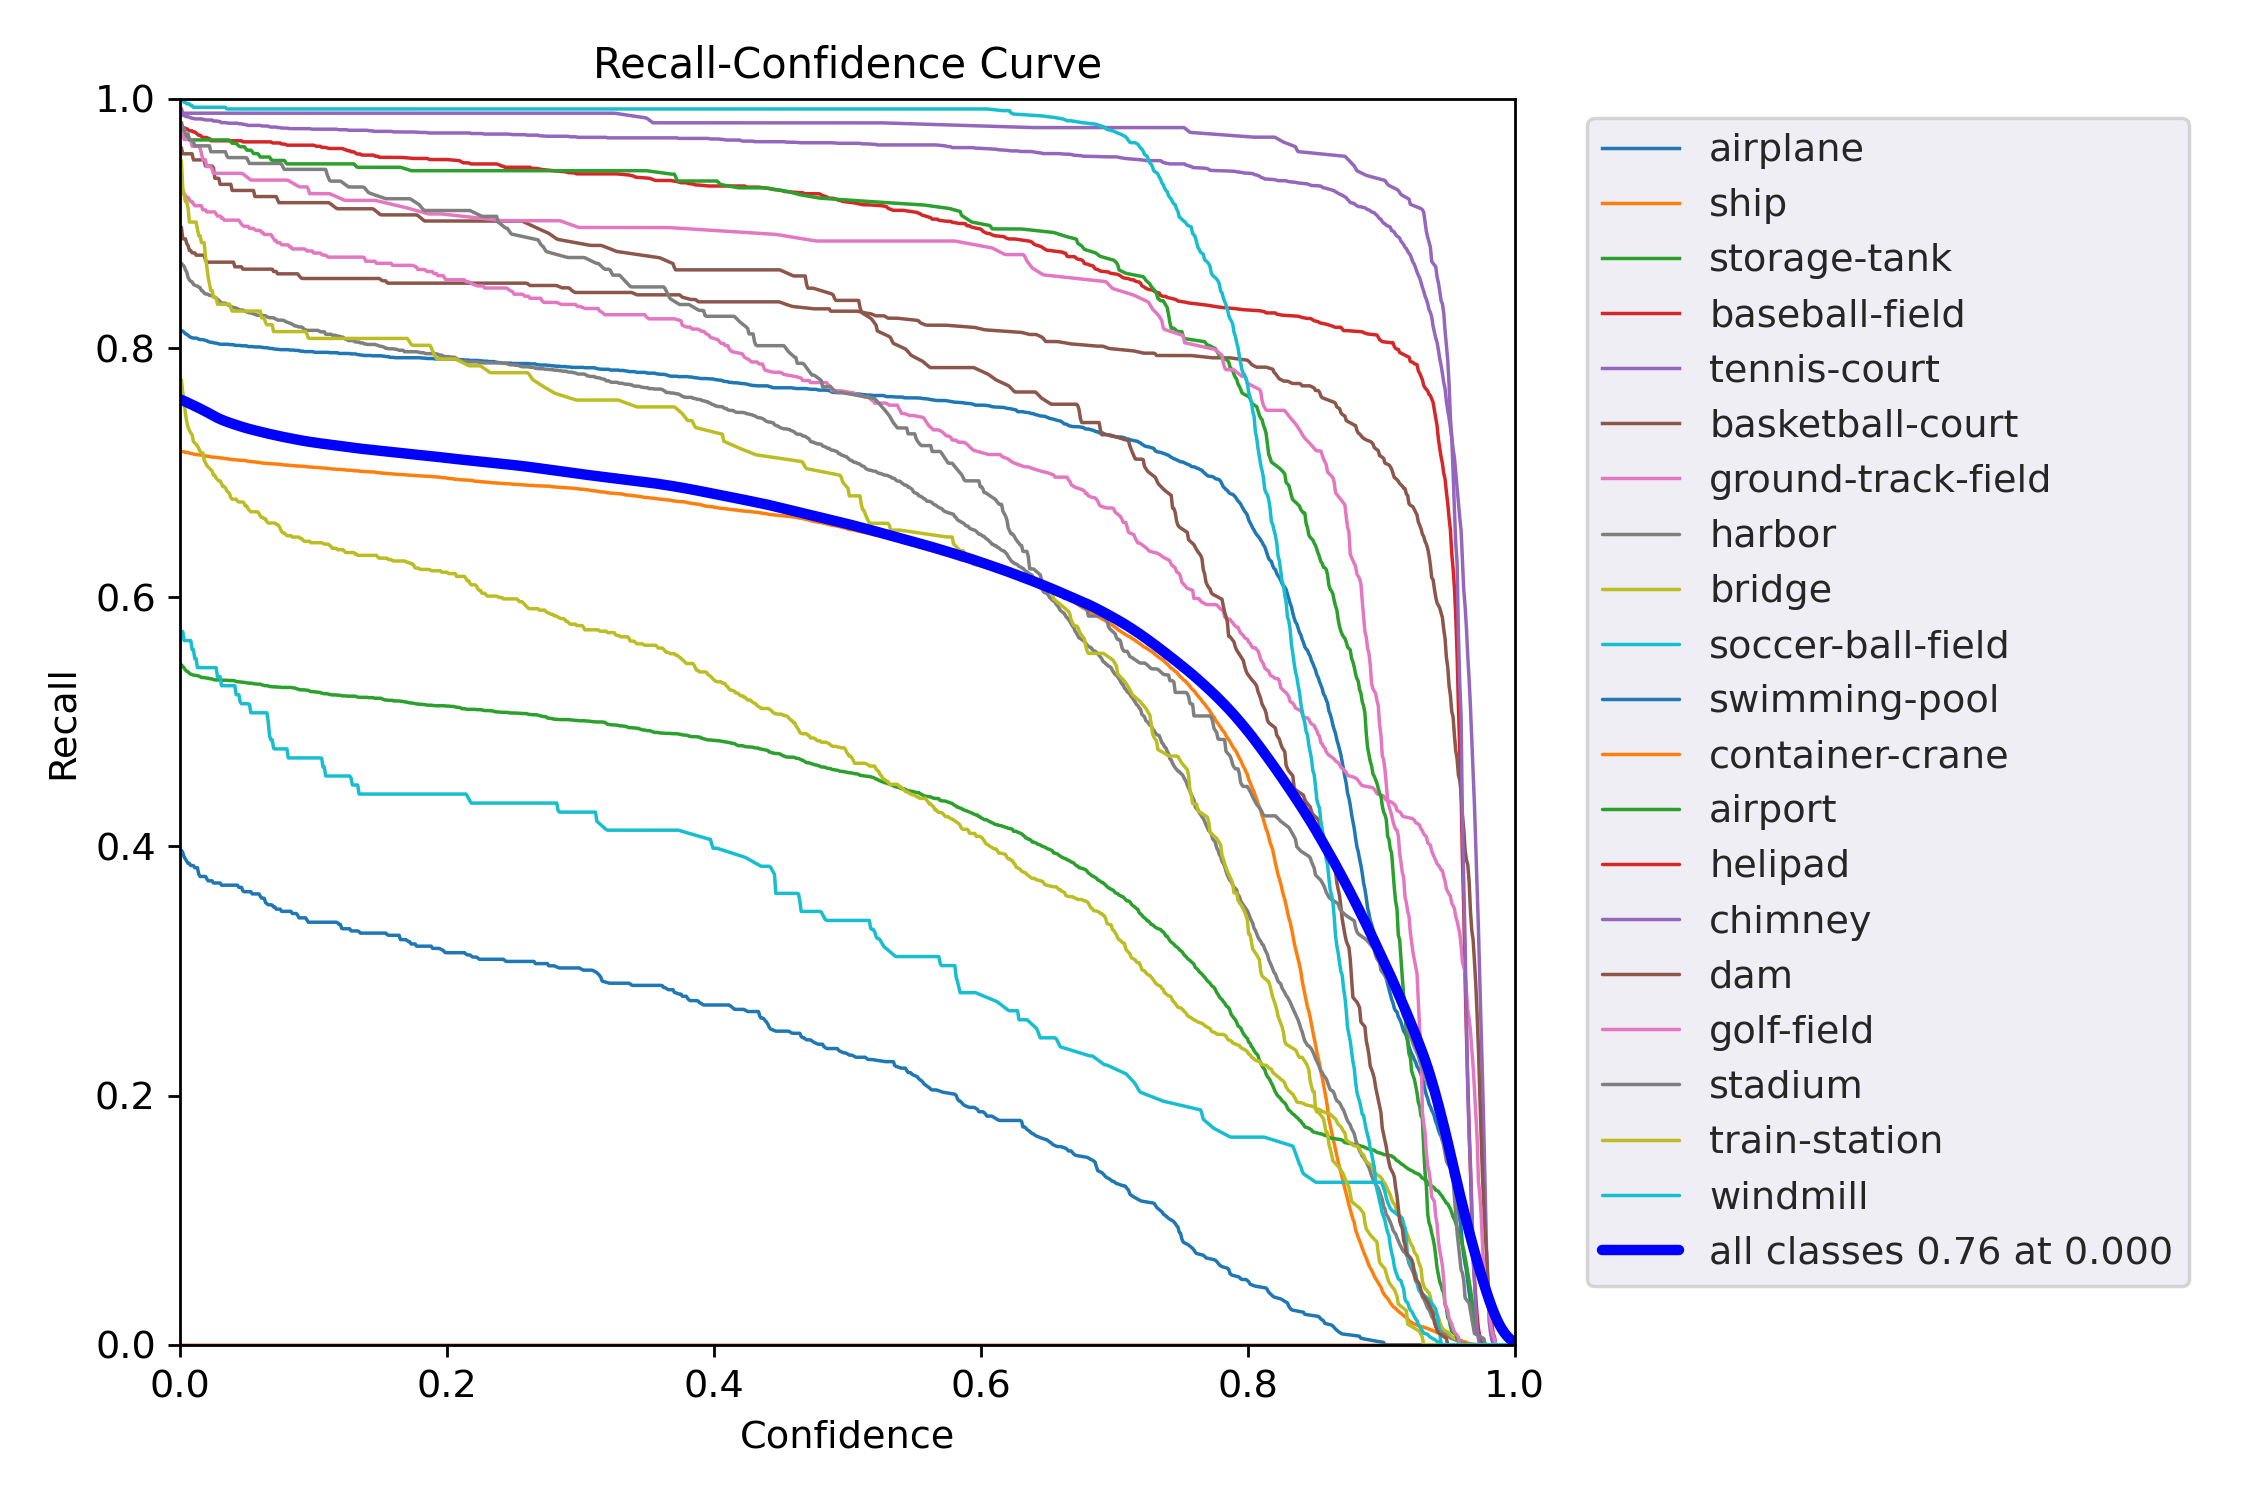 Recall-Confidence Curve
1.0
0.8
0.6
0.4
0.2
0.0
Recall
0.0 0.2 0.4 0.6 0.8 1.0
Confidence
airplane
ship
storage-tank
baseball-field
tennis-court
basketball-court
ground-track-field
harbor
bridge
soccer-ball-field
swimming-pool
container-crane
airport
helipad
chimney
dam
golf-field
stadium
train-station
windmill
all classes 0.76 at 0.000